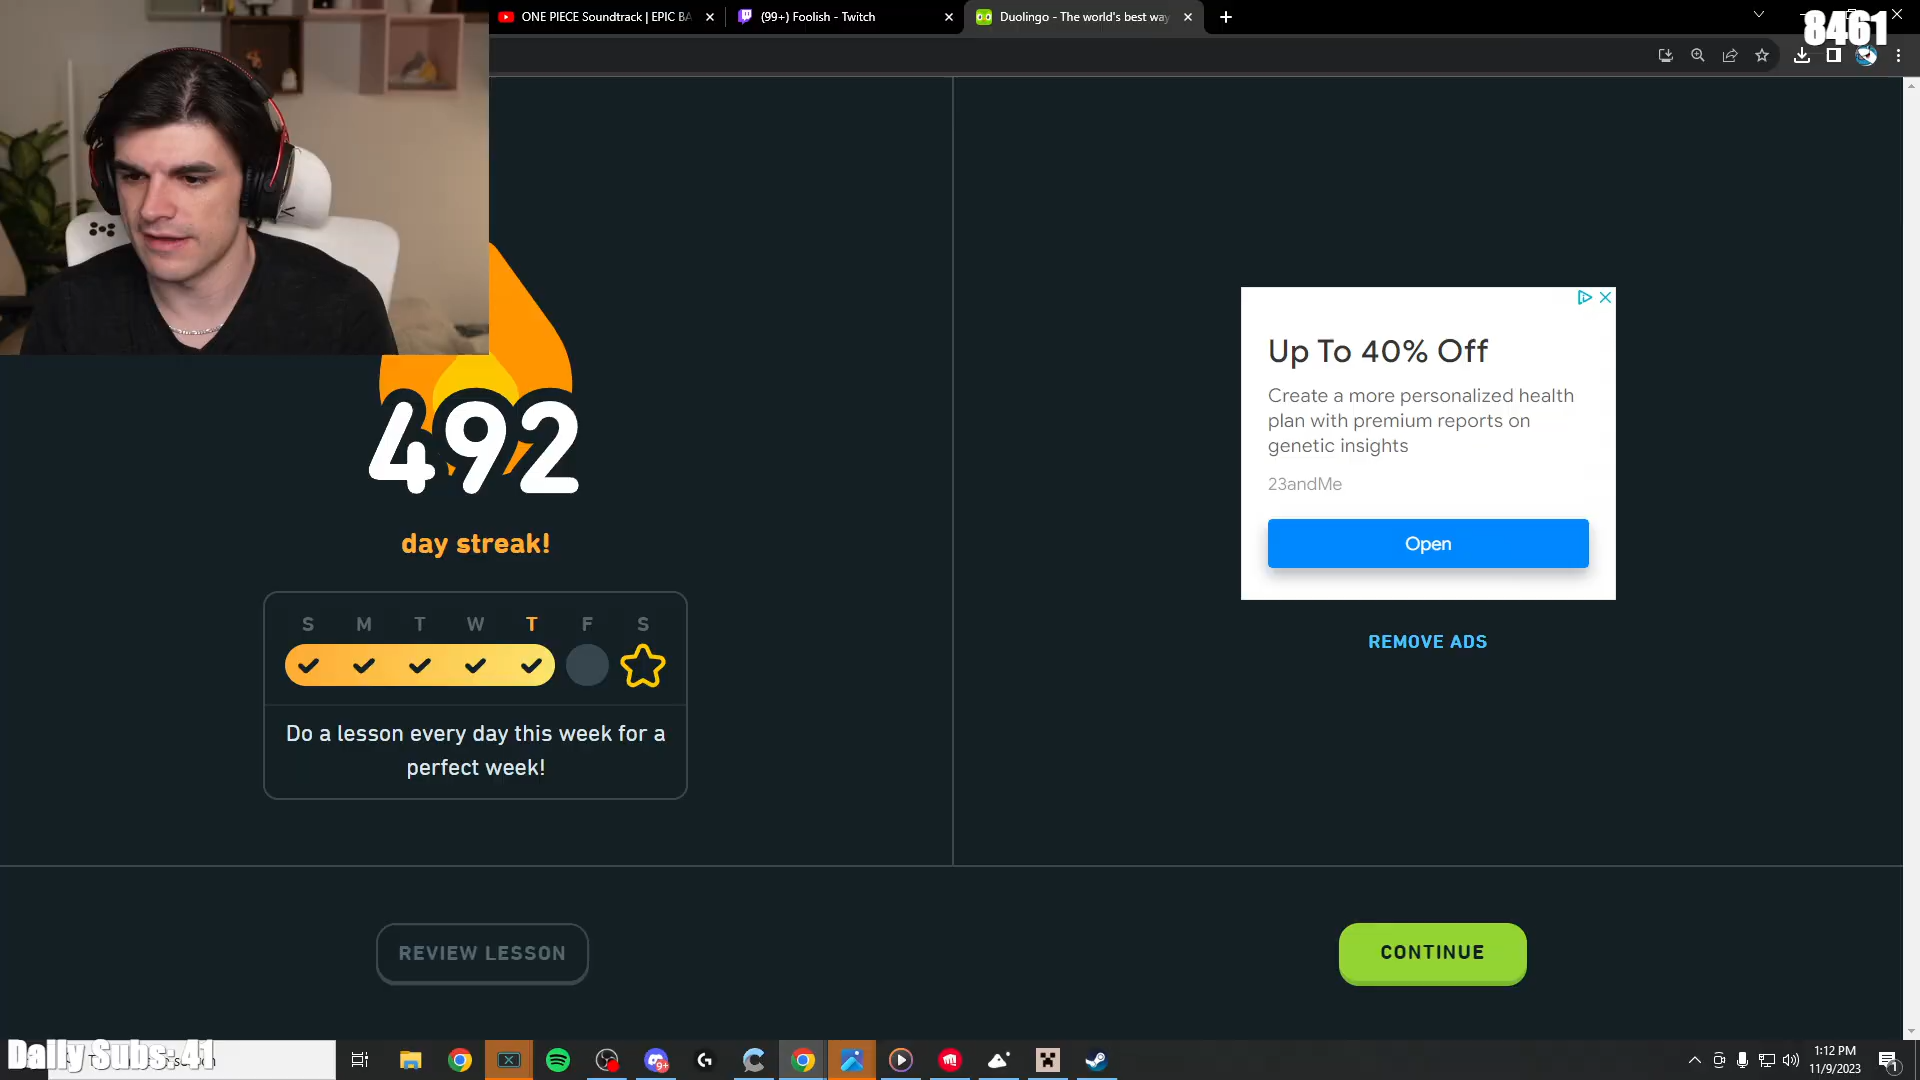 ONE PIECE Soundtrack | EPIC BA
(99+) Foolish - Twitch
Duolingo - The world's best way
8461
492
day streak!
S M T W T F S
Do a lesson every day this week for a
perfect week!
Up To 40% Off
Create a more personalized health
plan with premium reports on
genetic insights
23andMe
Open
REMOVE ADS
REVIEW LESSON
CONTINUE
Daily Subs: 41
9+
1:12 PM
11/9/2023
1